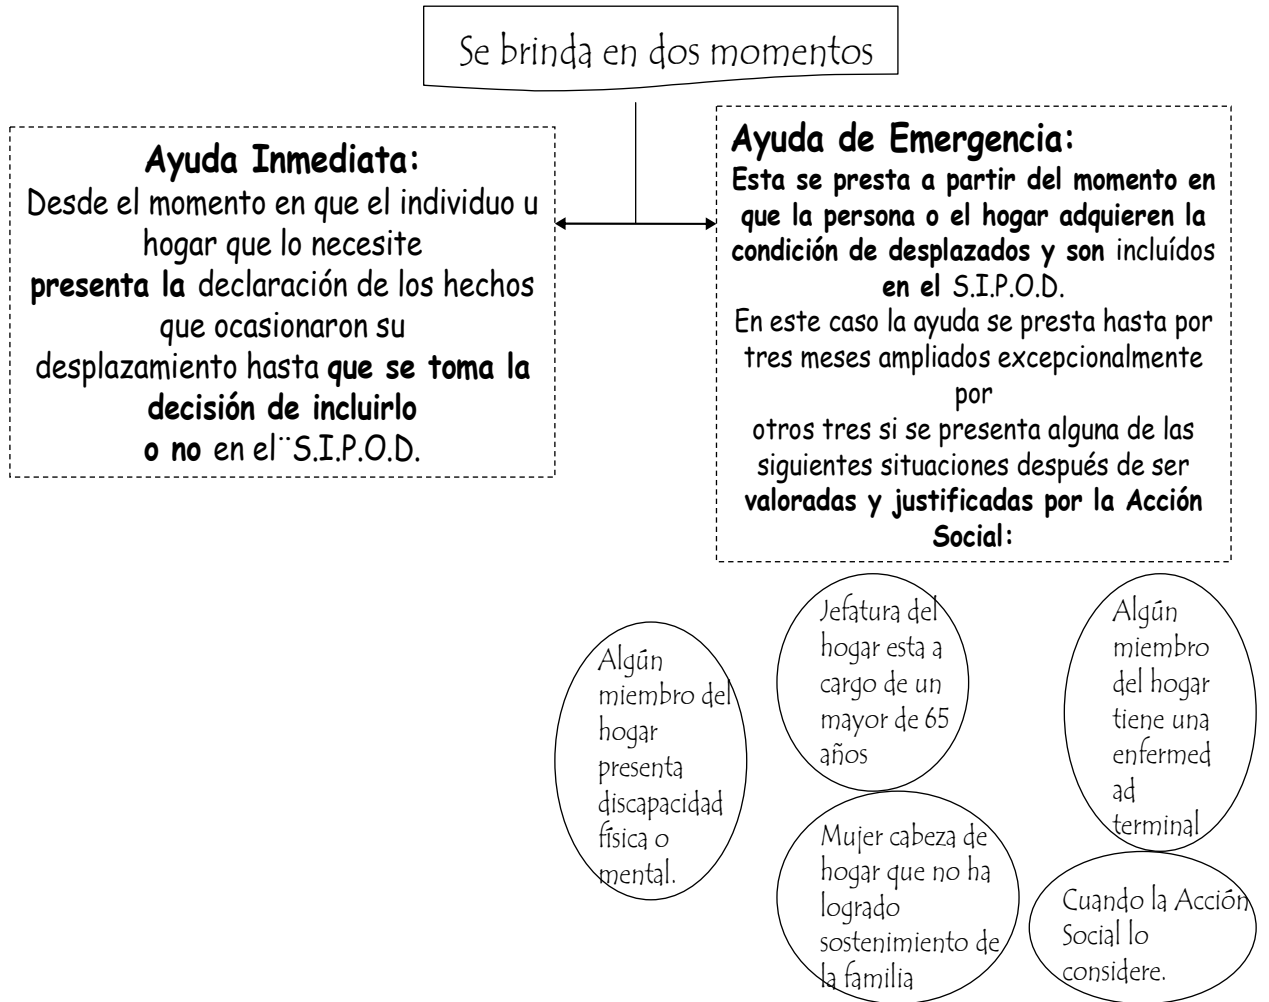 Se brinda en dos momentos
Ayuda Inmediata:
Desde el momento en que el individuo u
hogar que lo necesite
presenta la declaración de los hechos
que ocasionaron su
desplazamiento hasta que se toma la
decisión de incluirlo
o no en el¨S.I.P.O.D.
Ayuda de Emergencia:
Esta se presta a partir del momento en
que la persona o el hogar adquieren la
condición de desplazados y son incluídos
en el S.I.P.O.D.
En este caso la ayuda se presta hasta por
tres meses ampliados excepcionalmente
por
otros tres si se presenta alguna de las
siguientes situaciones después de ser
valoradas y justificadas por la Acción
Social:
Algún
miembro del
hogar
presenta
discapacidad
física o
mental.
Jefatura del
hogar esta a
cargo de un
mayor de 65
años
Mujer cabeza de
hogar que no ha
logrado
sostenimiento de
la familia
Algún
miembro
del hogar
tiene una
enfermed
ad
terminal
Cuando la Acción
Social lo
considere.